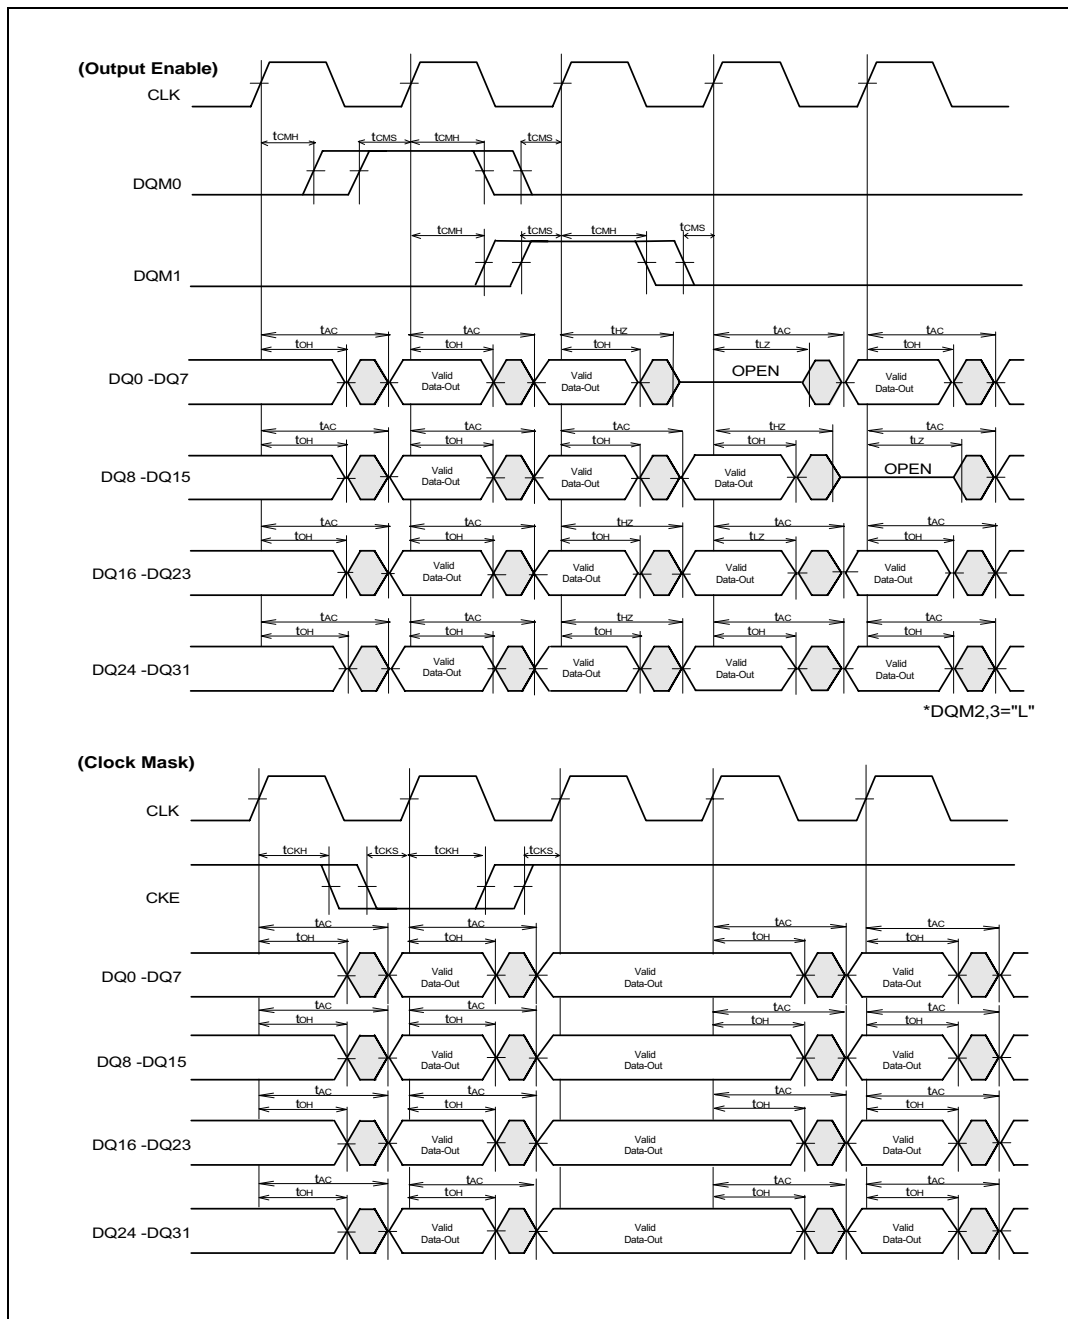 (Output Enable)
CLK
tCMH tCMS tCMH tCMS
DQM0
tCMH tCMS tCMH tCMS
DQM1
tAC tAC tHZ tAC tAC
tOH tOH tOH tLZ tOH
DQ0 -DQ7 Valid Data-Out Valid Data-Out OPEN Valid Data-Out
tAC tAC tAC tHZ tAC
tOH tOH tOH tOH tLZ
DQ8 -DQ15 Valid Data-Out Valid Data-Out Valid Data-Out OPEN
tAC tAC tHZ tAC tAC
tOH tOH tOH tLZ tOH
DQ16 -DQ23 Valid Data-Out Valid Data-Out Valid Data-Out Valid Data-Out
tAC tAC tHZ tAC tAC
tOH tOH tOH tOH tOH
DQ24 -DQ31 Valid Data-Out Valid Data-Out Valid Data-Out Valid Data-Out
*DQM2,3="L"
(Clock Mask)
CLK
tCKH tCKS tCKH tCKS
CKE
tAC tAC tAC tAC
tOH tOH tOH tOH
DQ0 -DQ7 Valid Data-Out Valid Data-Out Valid Data-Out
tAC tAC tAC tAC
tOH tOH tOH tOH
DQ8 -DQ15 Valid Data-Out Valid Data-Out Valid Data-Out
tAC tAC tAC tAC
tOH tOH tOH tOH
DQ16 -DQ23 Valid Data-Out Valid Data-Out Valid Data-Out
tAC tAC tAC tAC
tOH tOH tOH tOH
DQ24 -DQ31 Valid Data-Out Valid Data-Out Valid Data-Out